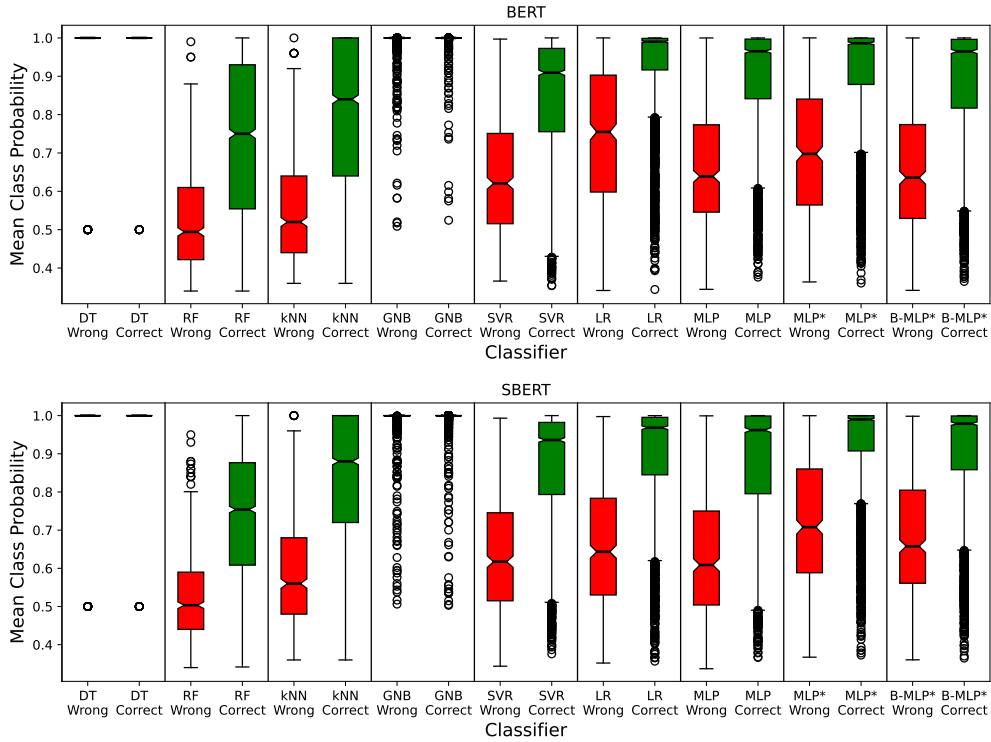 BERT
Mean Class Probability
1.0
0.9
0.8
0.7
0.6
0.5
0.4
DT DT RF RF kNN kNN GNB GNB SVR SVR LR LR MLP MLP MLP* MLP* B-MLP* B-MLP*
Wrong Correct Wrong Correct Wrong Correct Wrong Correct Wrong Correct Wrong Correct Wrong Correct Wrong Correct Wrong Correct
Classifier
SBERT
Mean Class Probability
1.0
0.9
0.8
0.7
0.6
0.5
0.4
DT DT RF RF kNN kNN GNB GNB SVR SVR LR LR MLP MLP MLP* MLP* B-MLP* B-MLP*
Wrong Correct Wrong Correct Wrong Correct Wrong Correct Wrong Correct Wrong Correct Wrong Correct Wrong Correct Wrong Correct
Classifier